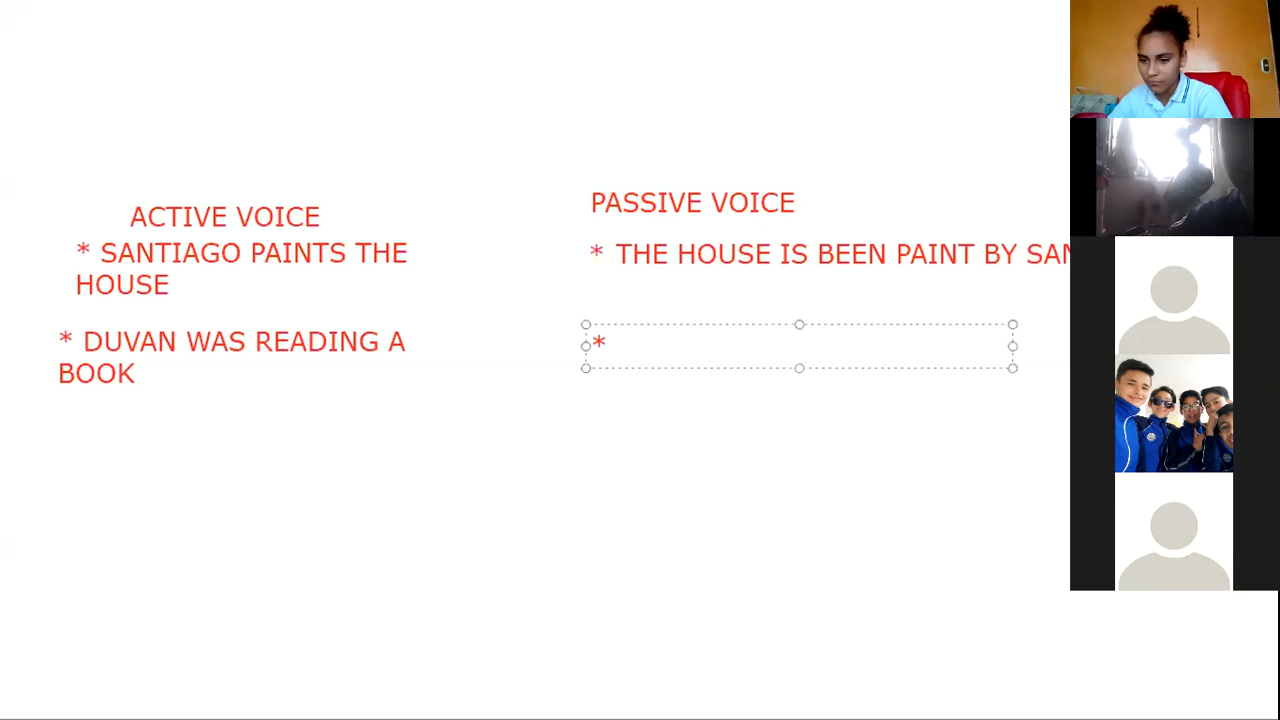 ACTIVE VOICE
* SANTIAGO PAINTS THE
HOUSE
* DUVAN WAS READING A
BOOK
PASSIVE VOICE
* THE HOUSE IS BEEN PAINT BY
*